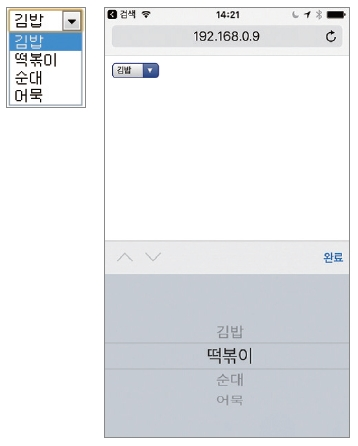 김밥
김밥
떡볶이
순대
어묵
검색 14:21
192.168.0.9
김밥
완료
김밥
떡볶이
순대
어묵